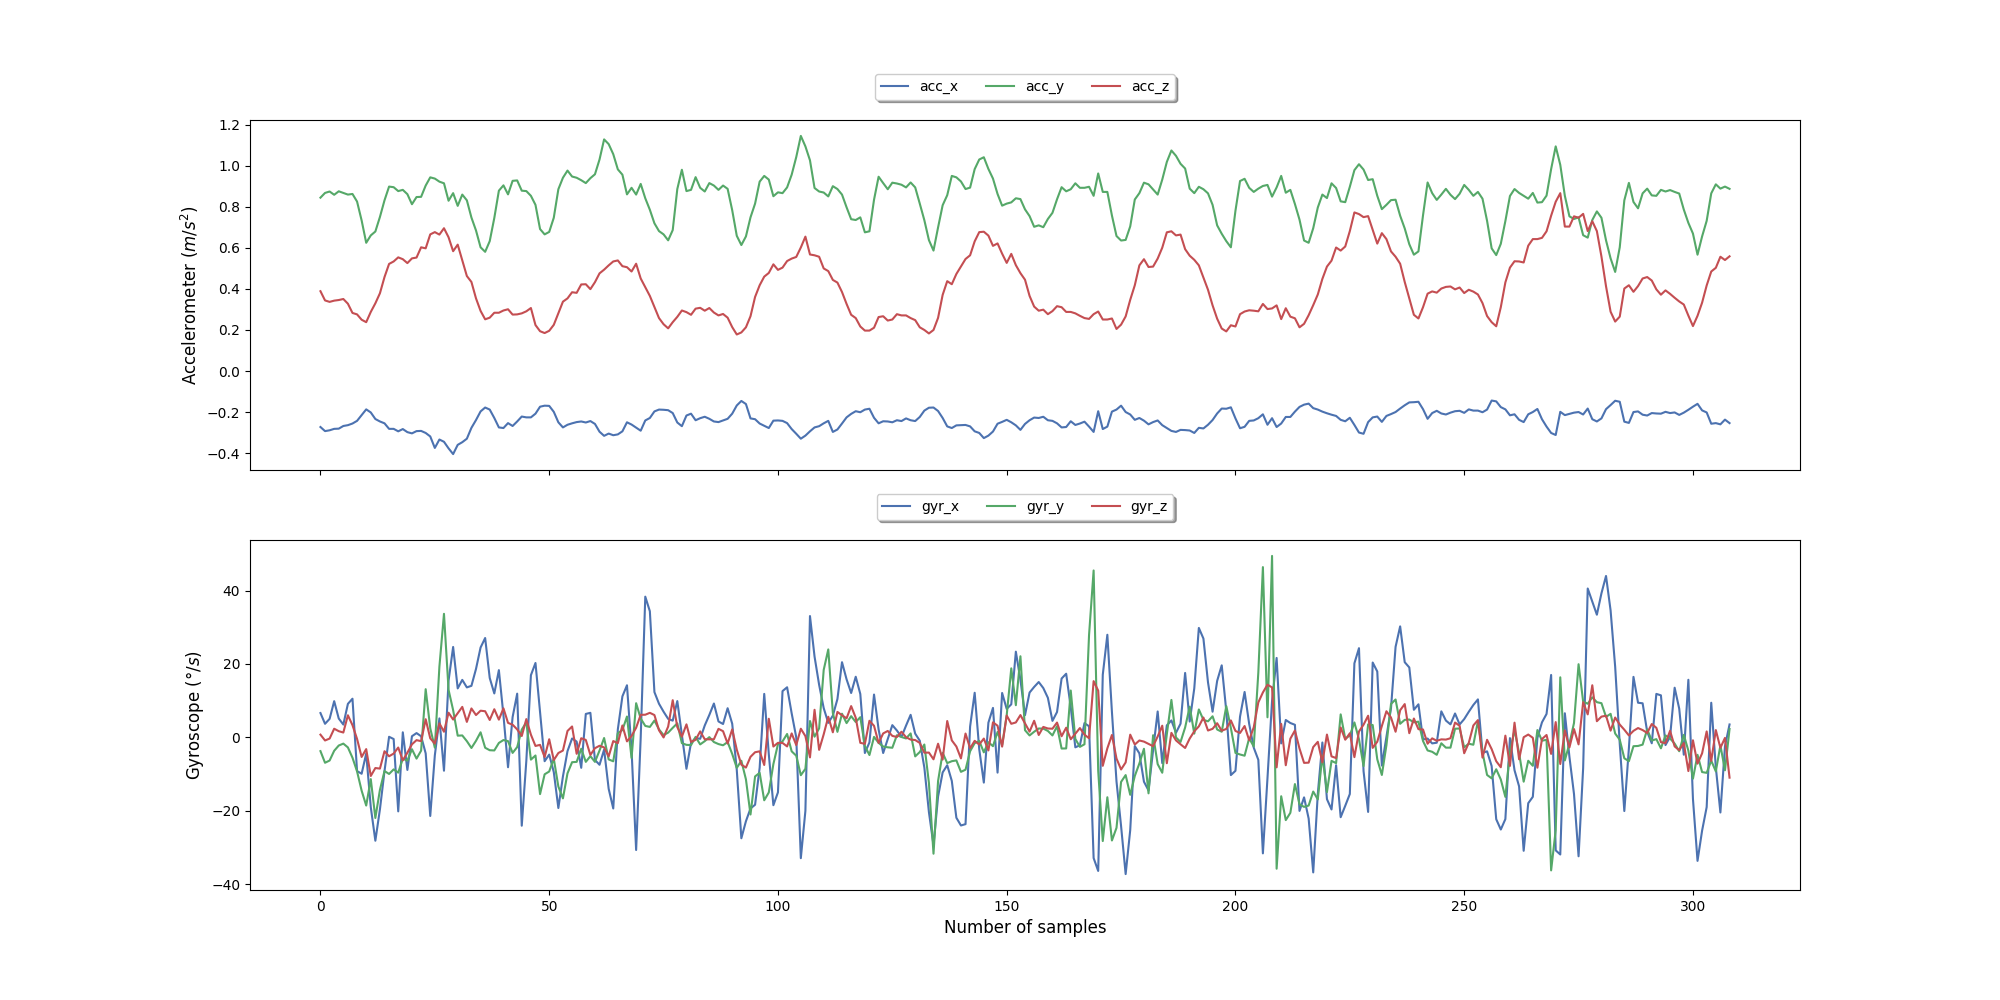 acc_x acc_y acc_z
1.2
1.0
0.8
0.6
0.4
0.2
0.0
−0.2
−0.4
Accelerometer (m/s²)
gyr_x gyr_y gyr_z
40
20
0
−20
−40
Gyroscope (°/s)
0 50 100 150 200 250 300
Number of samples